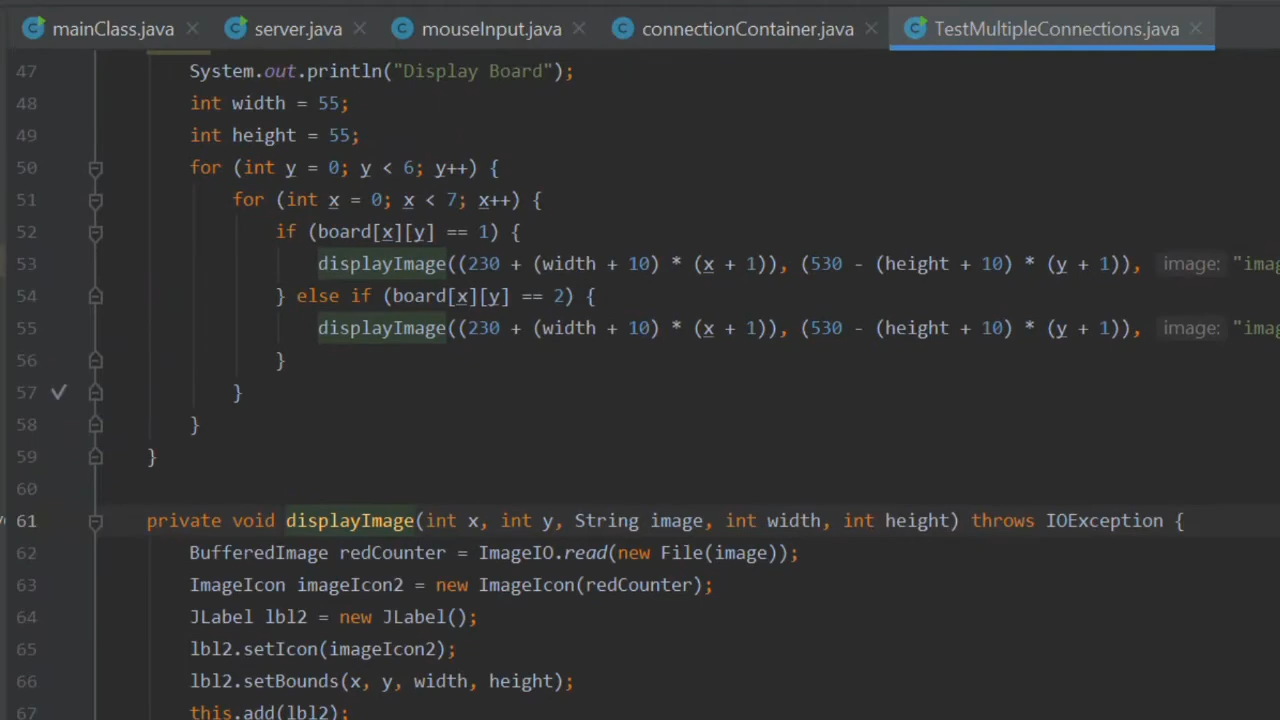 mainClass.java × server.java × mouseInput.java × connectionContainer.java × TestMultipleConnections.java ×
47 System.out.println("Display Board");
48 int width = 55;
49 int height = 55;
50 for (int y = 0; y < 6; y++) {
51 for (int x = 0; x < 7; x++) {
52 if (board[x][y] == 1) {
53 displayImage((230 + (width + 10) * (x + 1)), (530 - (height + 10) * (y + 1)), image: "imag
54 } else if (board[x][y] == 2) {
55 displayImage((230 + (width + 10) * (x + 1)), (530 - (height + 10) * (y + 1)), image: "imag
56 }
57 }
58 }
59 }
60
61 private void displayImage(int x, int y, String image, int width, int height) throws IOException {
62 BufferedImage redCounter = ImageIO.read(new File(image));
63 ImageIcon imageIcon2 = new ImageIcon(redCounter);
64 JLabel lbl2 = new JLabel();
65 lbl2.setIcon(imageIcon2);
66 lbl2.setBounds(x, y, width, height);
67 this.add(lbl2);